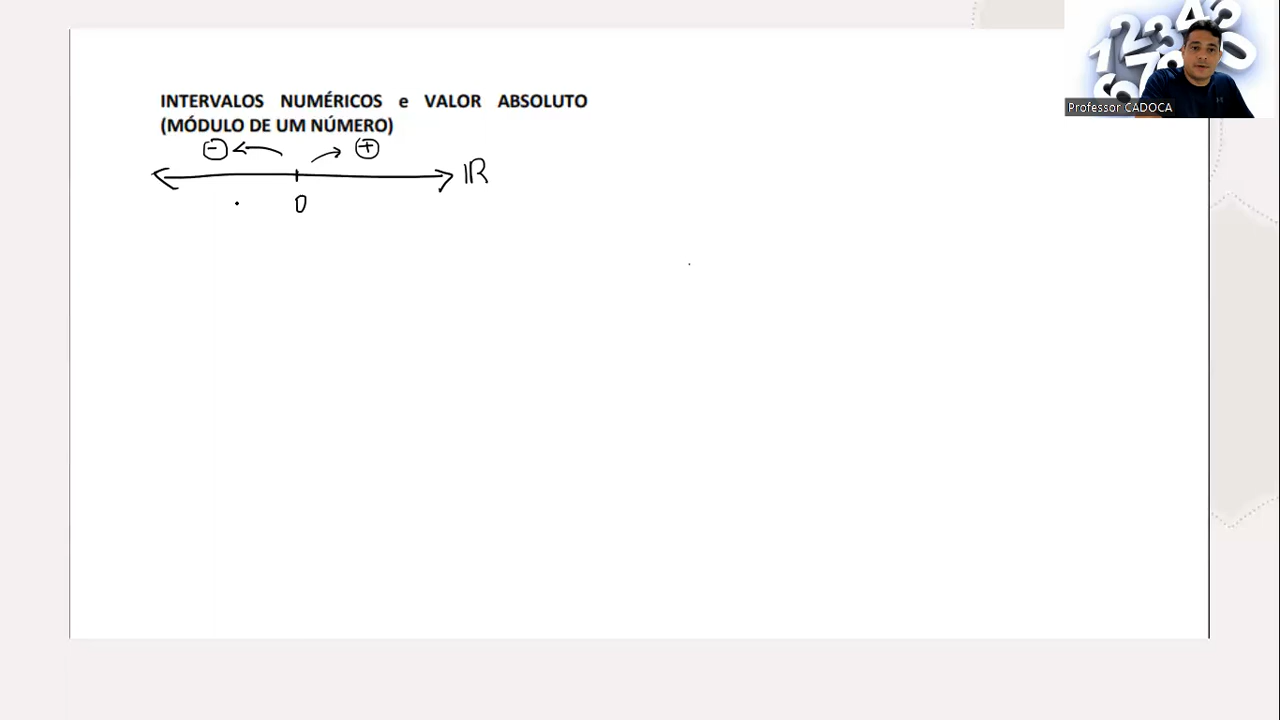 INTERVALOS NUMÉRICOS e VALOR ABSOLUTO
(MÓDULO DE UM NÚMERO)
- +
ℝ
0
Professor CADOCA